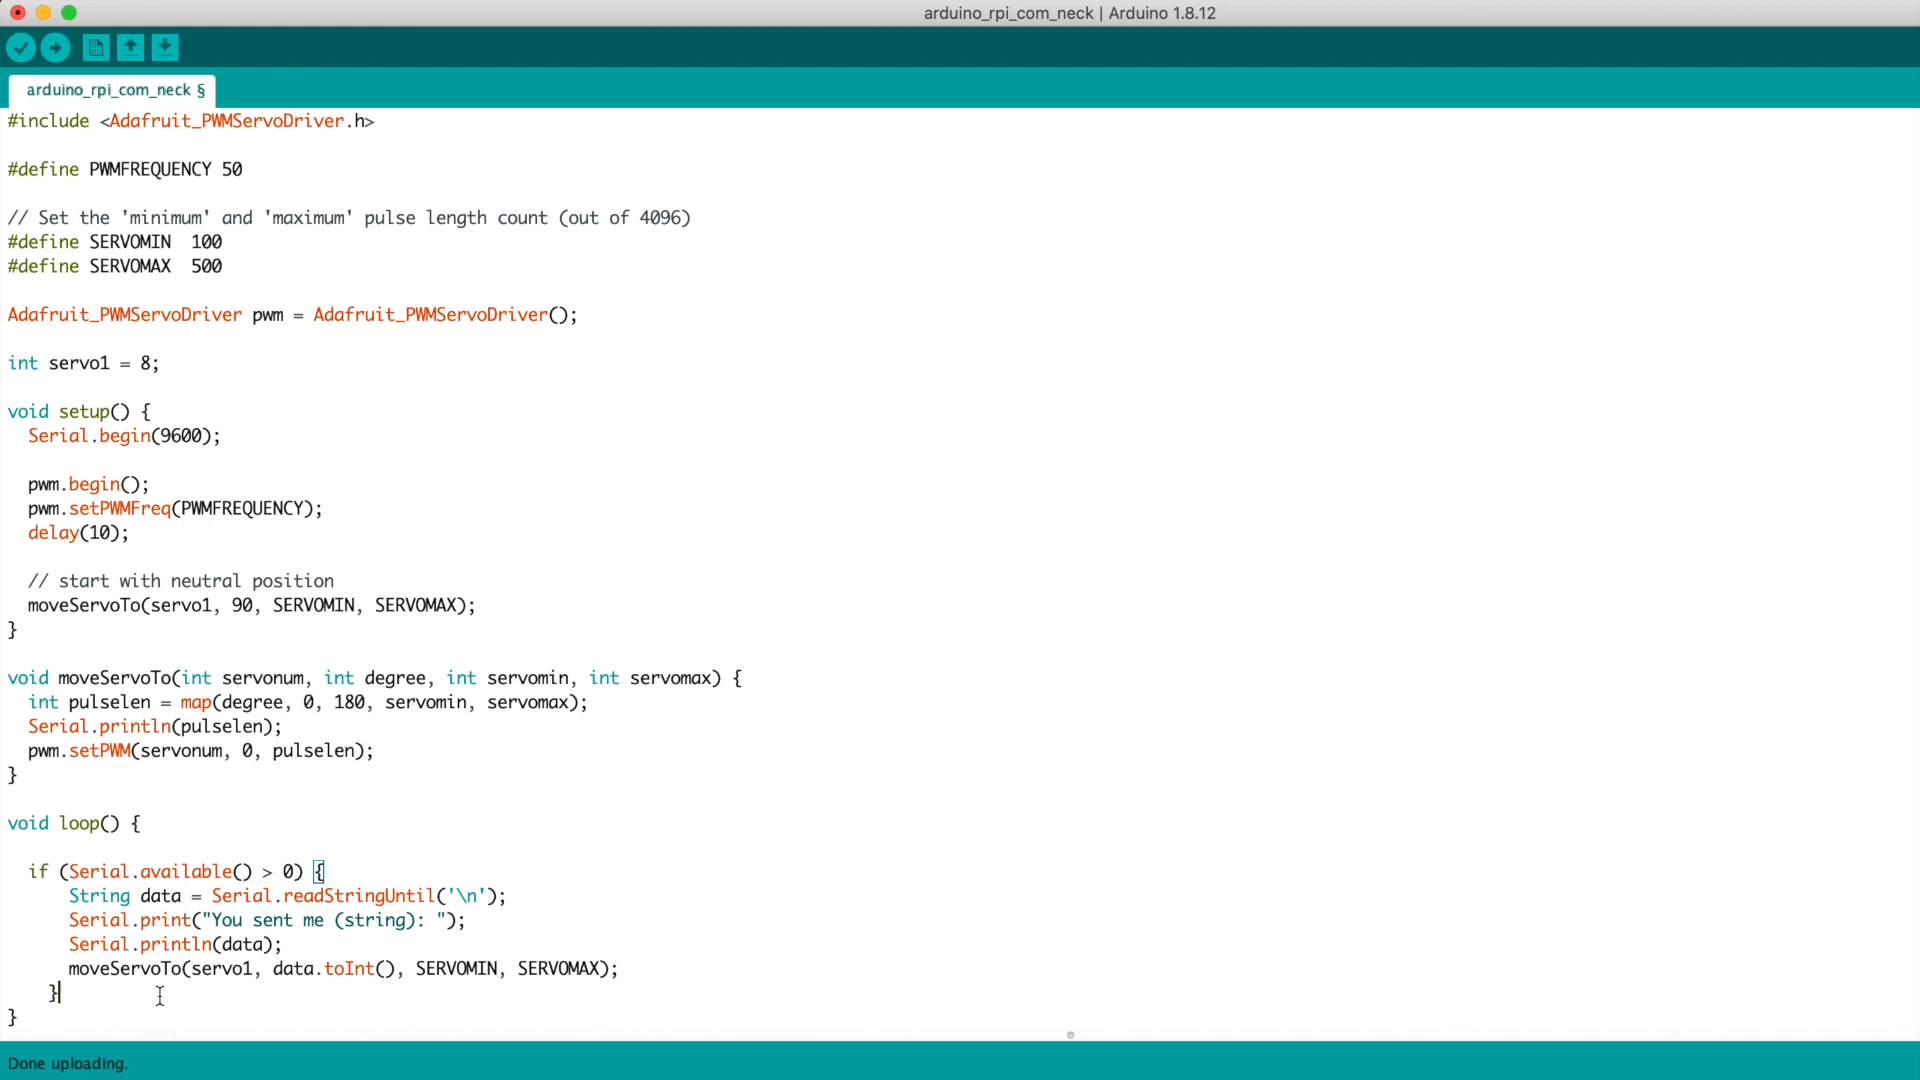 arduino_rpi_com_neck | Arduino 1.8.12
arduino_rpi_com_neck §
#include <Adafruit_PWMServoDriver.h>
#define PWMFREQUENCY 50
// Set the 'minimum' and 'maximum' pulse length count (out of 4096)
#define SERVOMIN  100
#define SERVOMAX  500
Adafruit_PWMServoDriver pwm = Adafruit_PWMServoDriver();
int servo1 = 8;
void setup() {
  Serial.begin(9600);
  pwm.begin();
  pwm.setPWMFreq(PWMFREQUENCY);
  delay(10);
  // start with neutral position
  moveServoTo(servo1, 90, SERVOMIN, SERVOMAX);
}
void moveServoTo(int servonum, int degree, int servomin, int servomax) {
  int pulselen = map(degree, 0, 180, servomin, servomax);
  Serial.println(pulselen);
  pwm.setPWM(servonum, 0, pulselen);
}
void loop() {
  if (Serial.available() > 0) {
      String data = Serial.readStringUntil('\n');
      Serial.print("You sent me (string): ");
      Serial.println(data);
      moveServoTo(servo1, data.toInt(), SERVOMIN, SERVOMAX);
    }
}
Done uploading.